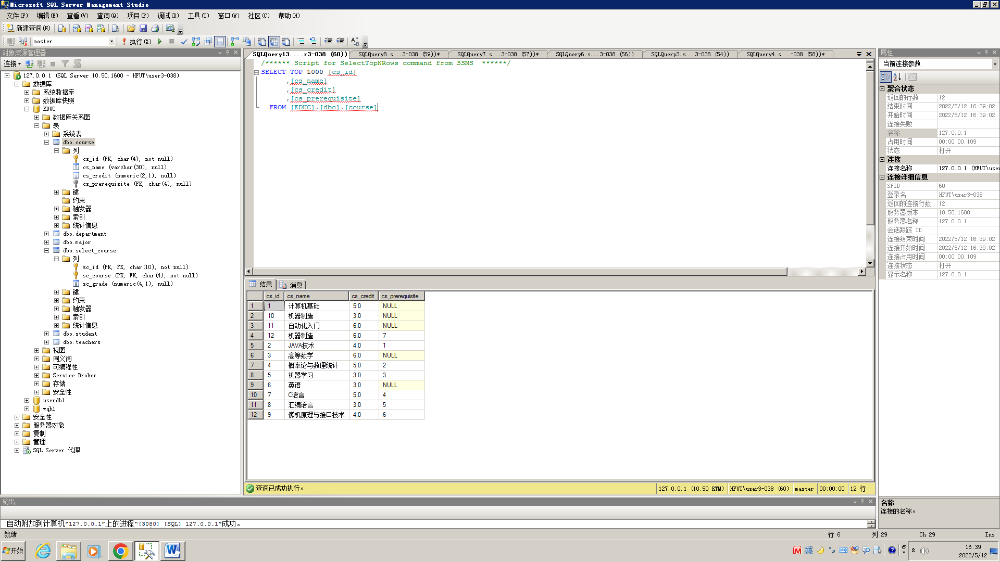 Microsoft SQL Server Management Studio
文件(F) 编辑(E) 查看(V) 查询(Q) 项目(P) 调试(D) 工具(T) 窗口(W) 社区(C) 帮助(H)
新建查询(N)
master 执行(X)
对象资源管理器
连接
127.0.0.1 (SQL Server 10.50.1600 - HFUT\user3-038)
数据库
系统数据库
数据库快照
EDUC
数据库关系图
表
系统表
dbo.course
列
cs_id (PK, char(4), not null)
cs_name (varchar(30), null)
cs_credit (numeric(2,1), null)
cs_prerequisite (FK, char(4), null)
键
约束
触发器
索引
统计信息
dbo.department
dbo.major
dbo.select_course
列
sc_id (PK, FK, char(10), not null)
sc_course (PK, FK, char(4), not null)
sc_grade (numeric(4,1), null)
键
约束
触发器
索引
统计信息
dbo.student
dbo.teachers
视图
同义词
可编程性
Service Broker
存储
安全性
userdb1
wqh1
安全性
服务器对象
复制
管理
SQL Server 代理
SQLQuery13....r3-038 (60)) SQLQuery8.s...3-038 (59))* SQLQuery7.s...3-038 (57))* SQLQuery6.s...3-038 (56)) SQLQuery3.s...3-038 (54)) SQLQuery4.s...-038 (58))*
/****** Script for SelectTopNRows command from SSMS  ******/
SELECT TOP 1000 [cs_id]
,[cs_name]
,[cs_credit]
,[cs_prerequisite]
FROM [EDUC].[dbo].[course]
结果 消息
cs_id cs_name cs_credit cs_prerequisite
1 1 计算机基础 5.0 NULL
2 10 机器制造 3.0 NULL
3 11 自动化入门 6.0 NULL
4 12 机器制造 6.0 7
5 2 JAVA技术 4.0 1
6 3 高等数学 6.0 NULL
7 4 概率论与数理统计 5.0 2
8 5 机器学习 3.0 3
9 6 英语 3.0 NULL
10 7 C语言 5.0 4
11 8 汇编语言 3.0 5
12 9 微机原理与接口技术 4.0 6
查询已成功执行。 127.0.0.1 (10.50 RTM) HFUT\user3-038 (60) master 00:00:00 12 行
属性
当前连接参数
聚合状态
返回的行数 12
结束时间 2022/5/12 16:39:02
开始时间 2022/5/12 16:39:02
连接失败
名称 127.0.0.1
占用时间 00:00:00.109
状态 打开
连接
连接名称 127.0.0.1 (HFUT\user
连接详细信息
SPID 60
登录名 HFUT\user3-038
返回的连接行数 12
服务器版本 10.50.1600
服务器名称 127.0.0.1
会话跟踪 ID
连接结束时间 2022/5/12 16:39:02
连接开始时间 2022/5/12 16:39:02
连接占用时间 00:00:00.109
连接状态 打开
显示名称 127.0.0.1
名称
连接的名称。
输出
自动附加到计算机“127.0.0.1”上的进程“[3080] [SQL] 127.0.0.1”成功。
就绪 行 6 列 29 Ch 29 Ins
开始 英 16:39
2022/5/12